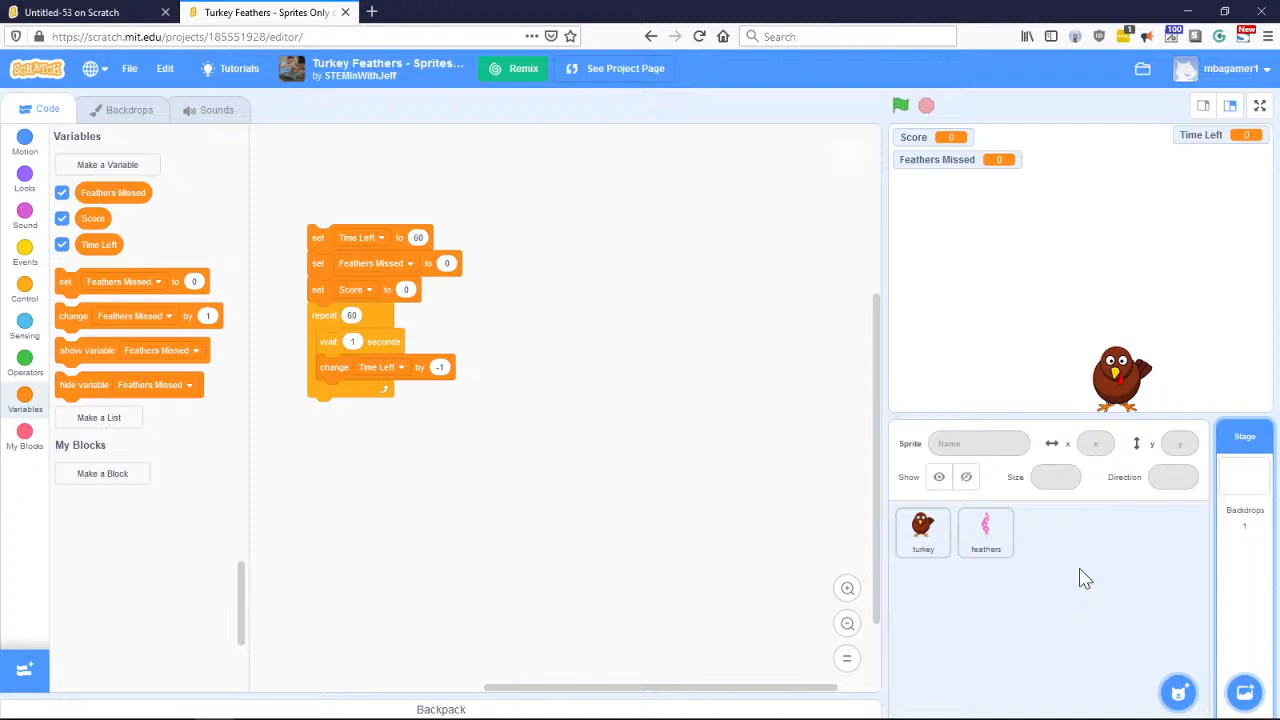 Untitled-53 on Scratch
Turkey Feathers - Sprites Only
https://scratch.mit.edu/projects/185551928/editor/
Search
1
100
New
SCRATCH
File
Edit
Tutorials
Turkey Feathers - Sprites...
by STEMinWithJeff
Remix
See Project Page
mbagamer1
Code
Backdrops
Sounds
Motion
Looks
Sound
Events
Control
Sensing
Operators
Variables
My Blocks
Variables
Make a Variable
Feathers Missed
Score
Time Left
set Feathers Missed to 0
change Feathers Missed by 1
show variable Feathers Missed
hide variable Feathers Missed
Make a List
My Blocks
Make a Block
set Time Left to 60
set Feathers Missed to 0
set Score to 0
repeat 60
wait 1 seconds
change Time Left by -1
Score 0
Feathers Missed 0
Time Left 0
Sprite Name x x y y
Show Size Direction
turkey
feathers
Stage
Backdrops
1
Backpack